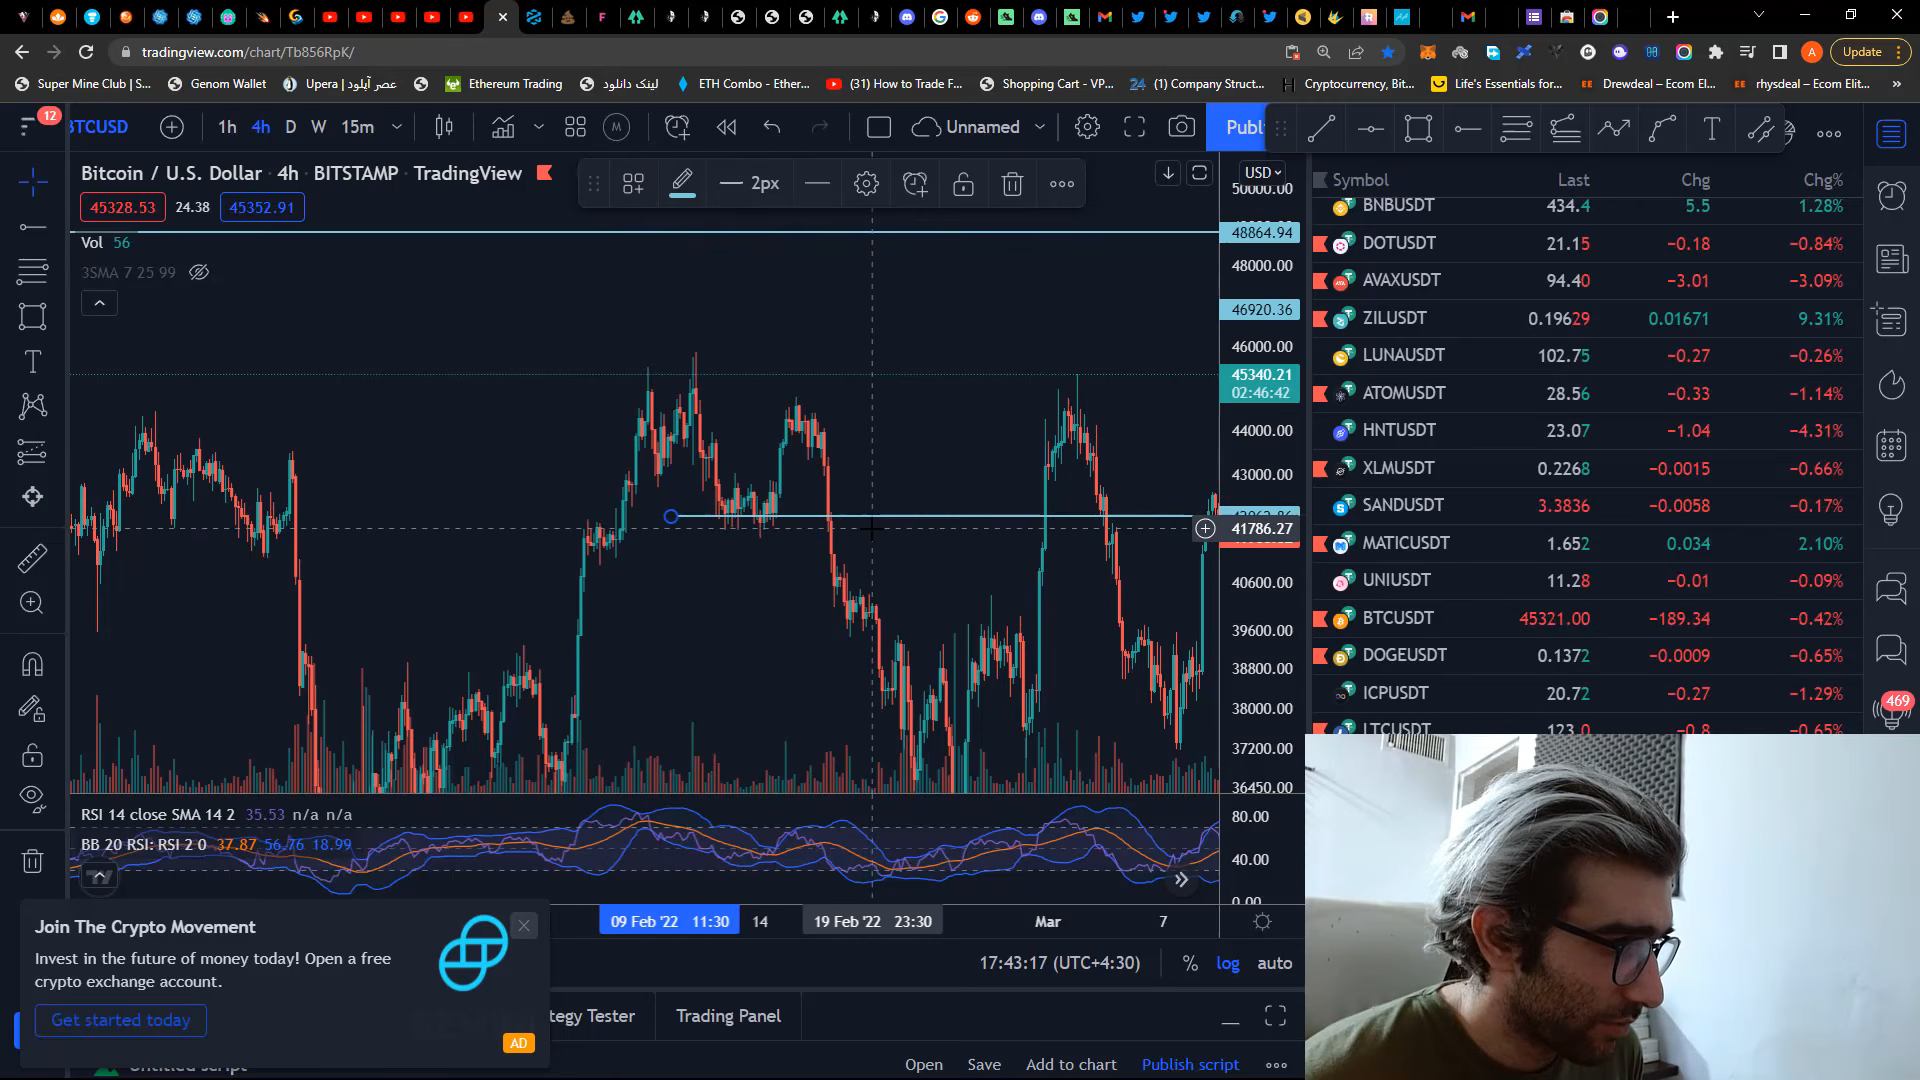 Update
tradingview.com/chart/Tb856RpK/
Super Mine Club | S...
Genom Wallet
Upera | عصر آپلود
Ethereum Trading
لینک دانلود
ETH Combo - Ether...
(31) How to Trade F...
Shopping Cart - VP...
24 (1) Company Struct...
Cryptocurrency, Bit...
Life's Essentials for...
Drewdeal – Ecom El...
rhysdeal – Ecom Elit...
12
BTCUSD
1h 4h D W 15m
M
Unnamed
Publ
Bitcoin / U.S. Dollar · 4h · BITSTAMP · TradingView
2px
USD
45328.53 24.38 45352.91
Vol 56
3SMA 7 25 99
50000.00
48864.94
48000.00
46920.36
46000.00
45340.21
02:46:42
44000.00
43000.00
41786.27
40600.00
39600.00
38800.00
38000.00
37200.00
36450.00
RSI 14 close SMA 14 2 35.53 n/a n/a
BB 20 RSI: RSI 2 0 37.87 56.76 18.99
80.00
40.00
0.00
09 Feb '22 11:30
14
19 Feb '22 23:30
Mar
7
17:43:17 (UTC+4:30)
% log auto
Join The Crypto Movement
Invest in the future of money today! Open a free
crypto exchange account.
Get started today
AD
tegy Tester
Trading Panel
Untitled script
Open Save Add to chart Publish script
Symbol Last Chg Chg%
BNBUSDT 434.4 5.5 1.28%
DOTUSDT 21.15 −0.18 −0.84%
AVAXUSDT 94.40 −3.01 −3.09%
ZILUSDT 0.19629 0.01671 9.31%
LUNAUSDT 102.75 −0.27 −0.26%
ATOMUSDT 28.56 −0.33 −1.14%
HNTUSDT 23.07 −1.04 −4.31%
XLMUSDT 0.2268 −0.0015 −0.66%
SANDUSDT 3.3836 −0.0058 −0.17%
MATICUSDT 1.652 0.034 2.10%
UNIUSDT 11.28 −0.01 −0.09%
BTCUSDT 45321.00 −189.34 −0.42%
DOGEUSDT 0.1372 −0.0009 −0.65%
ICPUSDT 20.72 −0.27 −1.29%
LTCUSDT 123.0 −0.8 −0.65%
469